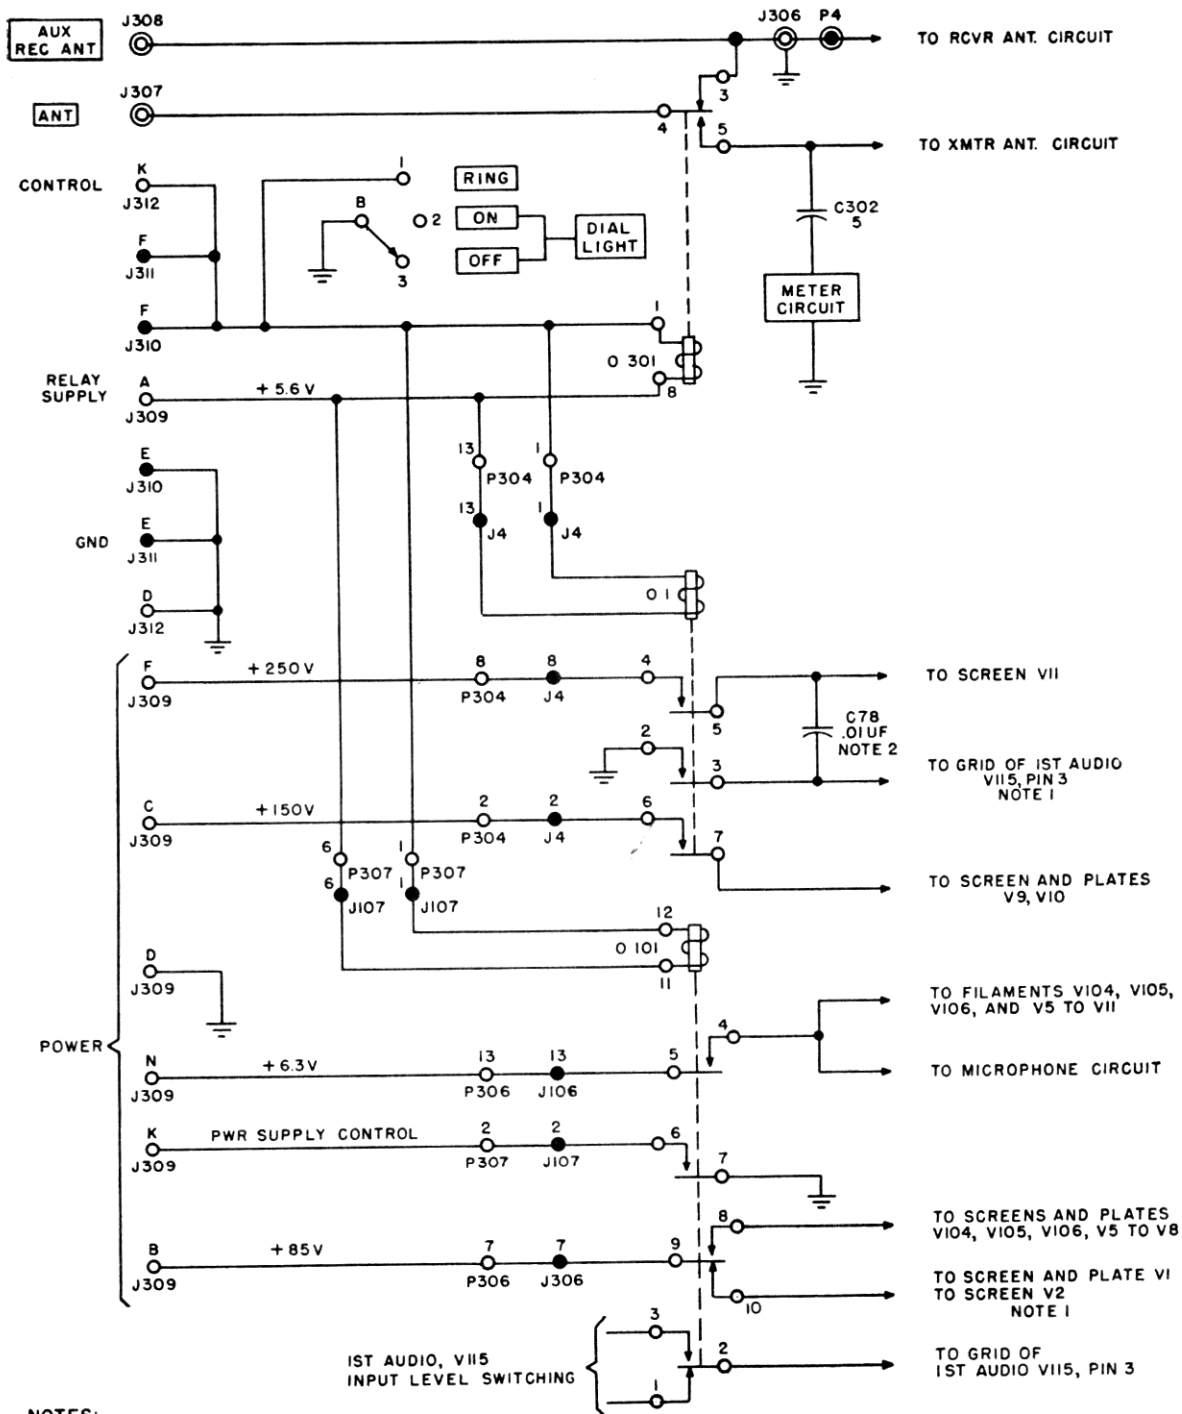 AUX
REC ANT
J308
J306 P4
TO RCVR ANT. CIRCUIT
3
ANT
J307
4
5
TO XMTR ANT. CIRCUIT
CONTROL
K
J312
1
RING
B
2
ON
DIAL
LIGHT
C302
5
F
J311
3
OFF
METER
CIRCUIT
F
J310
1
O 301
RELAY
SUPPLY
A
J309
+5.6V
8
E
J310
13
P304
1
P304
GND
E
J311
13
J4
1
J4
D
J312
O 1
F
J309
+250V
8
P304
8
J4
4
5
TO SCREEN V11
C78
.01UF
NOTE 2
2
3
TO GRID OF 1ST AUDIO
V115, PIN 3
NOTE 1
C
J309
+150V
2
P304
2
J4
6
7
6
P307
1
P307
6
J107
1
J107
TO SCREEN AND PLATES
V9, V10
12
O 101
11
D
J309
TO FILAMENTS V104, V105,
V106, AND V5 TO V11
4
POWER
N
J309
+6.3V
13
P306
13
J106
5
TO MICROPHONE CIRCUIT
K
J309
PWR SUPPLY CONTROL
2
P307
2
J107
6
7
8
TO SCREENS AND PLATES
V104, V105, V106, V5 TO V8
B
J309
+85V
7
P306
7
J306
9
10
TO SCREEN AND PLATE V1
TO SCREEN V2
NOTE 1
1ST AUDIO, V115
INPUT LEVEL SWITCHING
3
1
2
TO GRID OF
1ST AUDIO V115, PIN 3
NOTES: